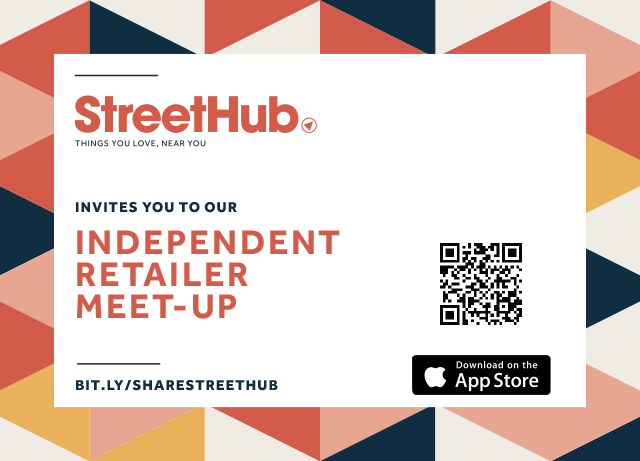 StreetHub
THINGS YOU LOVE, NEAR YOU
INVITES YOU TO OUR
INDEPENDENT
RETAILER
MEET-UP
BIT.LY/SHARESTREETHUB
Download on the
App Store